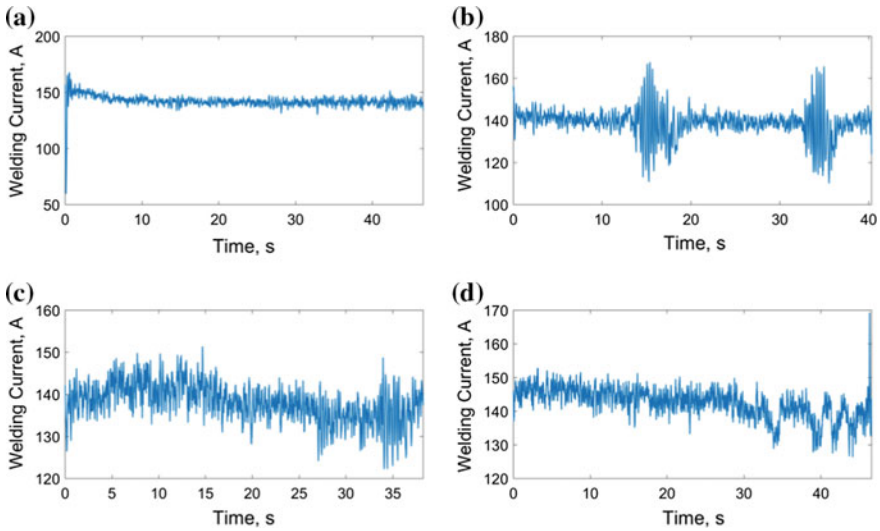 (a)
200
150
100
50
Welding Current, A
0 10 20 30 40
Time, s
(b)
180
160
140
120
100
Welding Current, A
0 10 20 30 40
Time, s
(c)
160
150
140
130
120
Welding Current, A
0 5 10 15 20 25 30 35
Time, s
(d)
170
160
150
140
130
120
Welding Current, A
0 10 20 30 40
Time, s